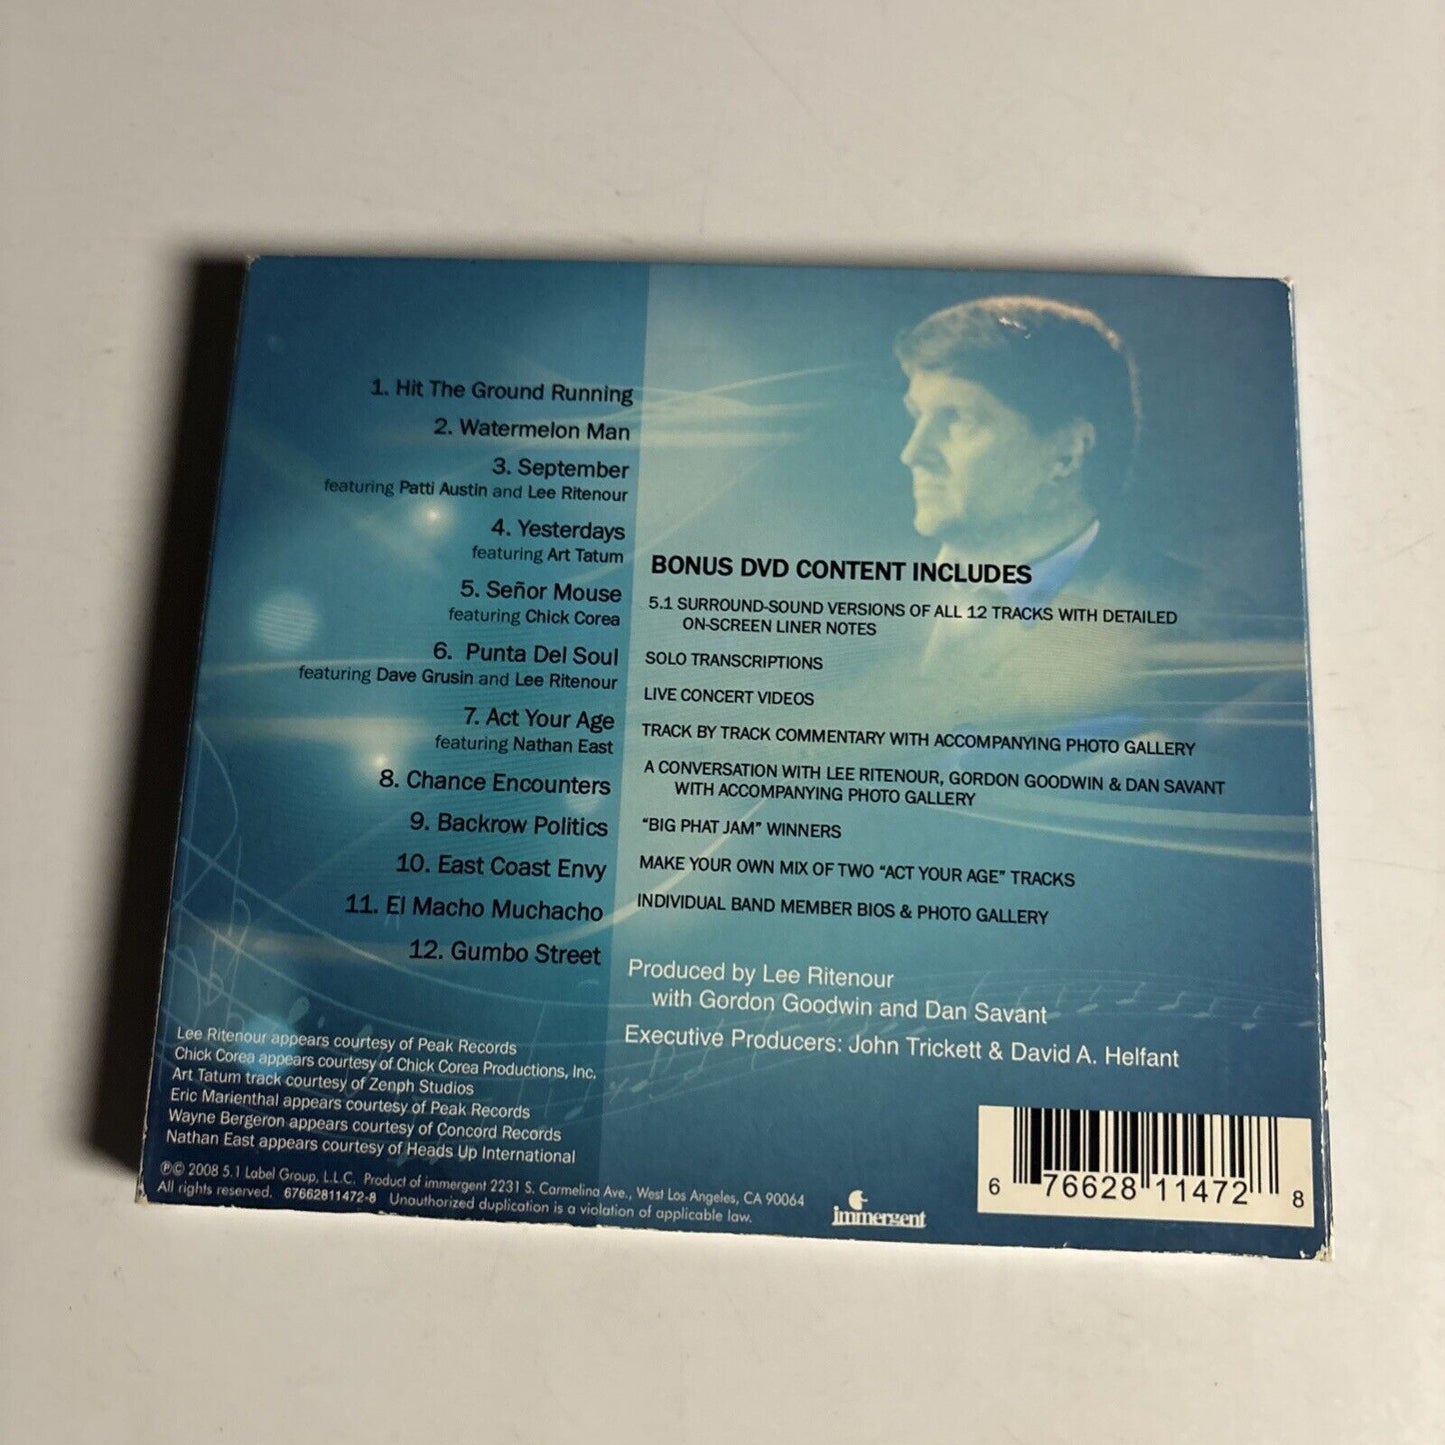 1. Hit The Ground Running
2. Watermelon Man
3. September
featuring Patti Austin and Lee Ritenour
4. Yesterdays
featuring Art Tatum
5. Señor Mouse
featuring Chick Corea
6. Punta Del Soul
featuring Dave Grusin and Lee Ritenour
7. Act Your Age
featuring Nathan East
8. Chance Encounters
9. Backrow Politics
10. East Coast Envy
11. El Macho Muchacho
12. Gumbo Street
BONUS DVD CONTENT INCLUDES
5.1 SURROUND-SOUND VERSIONS OF ALL 12 TRACKS WITH DETAILED
ON-SCREEN LINER NOTES
SOLO TRANSCRIPTIONS
LIVE CONCERT VIDEOS
TRACK BY TRACK COMMENTARY WITH ACCOMPANYING PHOTO GALLERY
A CONVERSATION WITH LEE RITENOUR, GORDON GOODWIN & DAN SAVANT
WITH ACCOMPANYING PHOTO GALLERY
"BIG PHAT JAM" WINNERS
MAKE YOUR OWN MIX OF TWO "ACT YOUR AGE" TRACKS
INDIVIDUAL BAND MEMBER BIOS & PHOTO GALLERY
Produced by Lee Ritenour
with Gordon Goodwin and Dan Savant
Executive Producers: John Trickett & David A. Helfant
Lee Ritenour appears courtesy of Peak Records
Chick Corea appears courtesy of Chick Corea Productions, Inc.
Art Tatum track courtesy of Zenph Studios
Eric Marienthal appears courtesy of Peak Records
Wayne Bergeron appears courtesy of Concord Records
Nathan East appears courtesy of Heads Up International
℗© 2008 5.1 Label Group, L.L.C. Product of immergent 2231 S. Carmelina Ave., West Los Angeles, CA 90064
All rights reserved. 67662811472-8 Unauthorized duplication is a violation of applicable law.
immergent
6 76628 11472 8